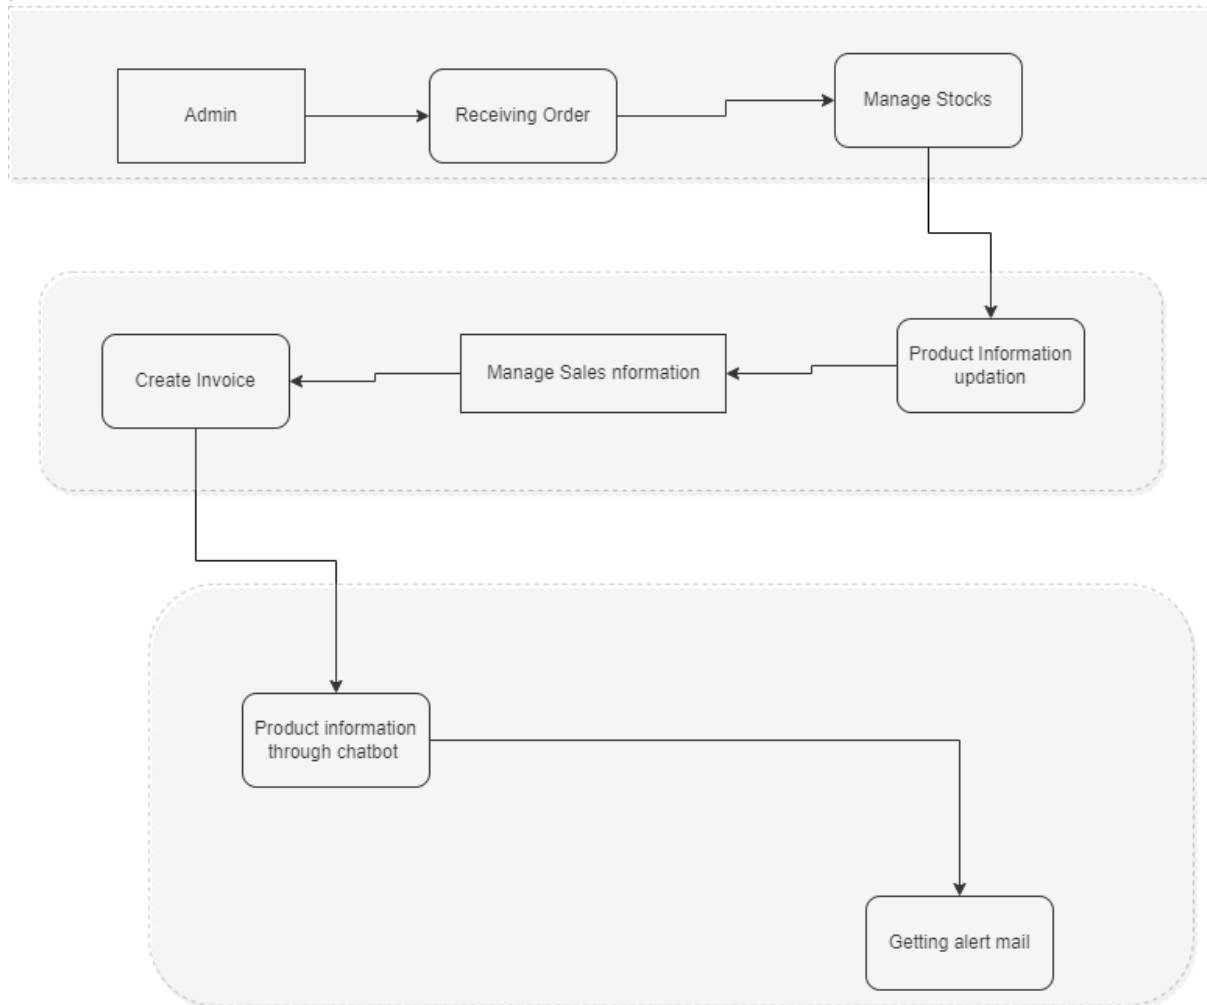 Admin
Receiving Order
Manage Stocks
Product Information
updation
Manage Sales nformation
Create Invoice
Product information
through chatbot
Getting alert mail